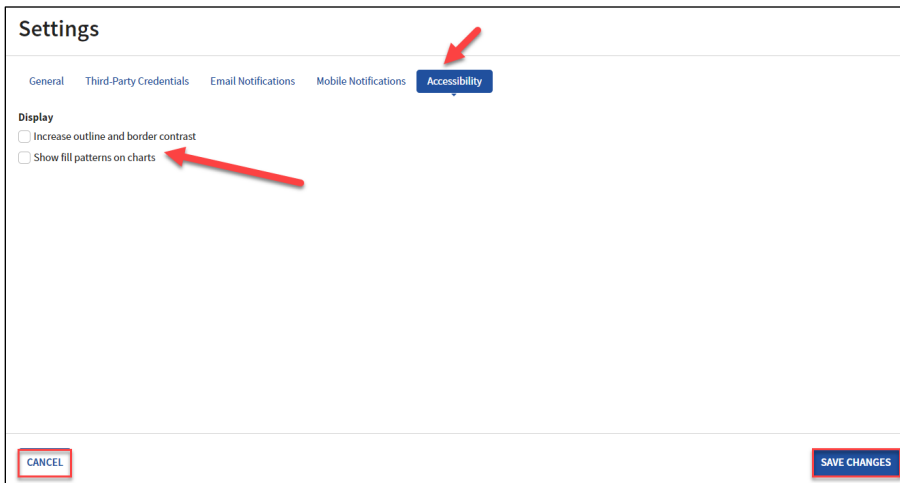 Settings
General Third-Party Credentials Email Notifications Mobile Notifications Accessibility
Display
Increase outline and border contrast
Show fill patterns on charts
CANCEL SAVE CHANGES